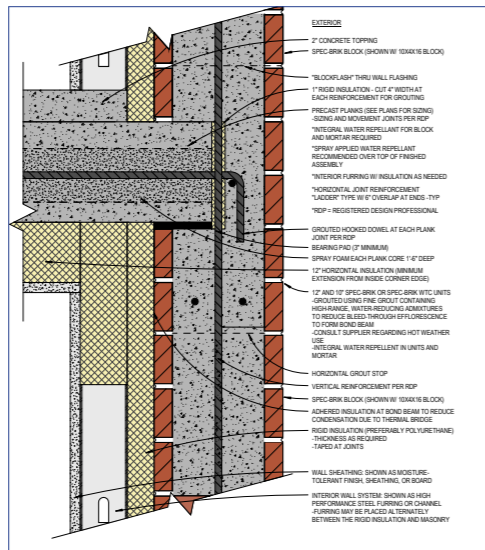 EXTERIOR
2" CONCRETE TOPPING
SPEC-BRIK BLOCK (SHOWN W/ 10X4X16 BLOCK)
"BLOCKFLASH" THRU WALL FLASHING
1" RIGID INSULATION - CUT 4" WIDTH AT
EACH REINFORCEMENT FOR GROUTING
PRECAST PLANKS (SEE PLANS FOR SIZING)
-SIZING AND MOVEMENT JOINTS PER RDP
*INTEGRAL WATER REPELLANT FOR BLOCK
AND MORTAR REQUIRED
*SPRAY APPLIED WATER REPELLANT
RECOMMENDED OVER TOP OF FINISHED
ASSEMBLY
*INTERIOR FURRING W/ INSULATION AS NEEDED
*HORIZONTAL JOINT REINFORCEMENT
"LADDER" TYPE W/ 6" OVERLAP AT ENDS -TYP
*RDP = REGISTERED DESIGN PROFESSIONAL
GROUTED HOOKED DOWEL AT EACH PLANK
JOINT PER RDP
BEARING PAD (3" MINIMUM)
SPRAY FOAM EACH PLANK CORE 1'-6" DEEP
12" HORIZONTAL INSULATION (MINIMUM
EXTENSION FROM INSIDE CORNER EDGE)
12" AND 10" SPEC-BRIK OR SPEC-BRIK WTC UNITS
-GROUTED USING FINE GROUT CONTAINING
HIGH-RANGE, WATER-REDUCING ADMIXTURES
TO REDUCE BLEED-THROUGH EFFLORESCENCE
TO FORM BOND BEAM
-CONSULT SUPPLIER REGARDING HOT WEATHER
USE
-INTEGRAL WATER REPELLENT IN UNITS AND
MORTAR
HORIZONTAL GROUT STOP
VERTICAL REINFORCEMENT PER RDP
SPEC-BRIK BLOCK (SHOWN W/ 10X4X16 BLOCK)
ADHERED INSULATION AT BOND BEAM TO REDUCE
CONDENSATION DUE TO THERMAL BRIDGE
RIGID INSULATION (PREFERABLY POLYURETHANE)
-THICKNESS AS REQUIRED
-TAPED AT JOINTS
WALL SHEATHING: SHOWN AS MOISTURE-
TOLERANT FINISH, SHEATHING, OR BOARD
INTERIOR WALL SYSTEM: SHOWN AS HIGH
PERFORMANCE STEEL FURRING OR CHANNEL
-FURRING MAY BE PLACED ALTERNATELY
BETWEEN THE RIGID INSULATION AND MASONRY